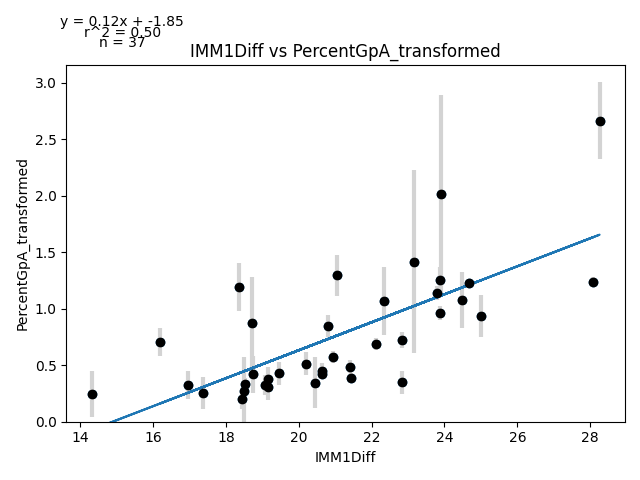 y = 0.12x + -1.85
r^2 = 0.50
n = 37
IMM1Diff vs PercentGpA_transformed
PercentGpA_transformed
3.0
2.5
2.0
1.5
1.0
0.5
0.0
14 16 18 20 22 24 26 28
IMM1Diff